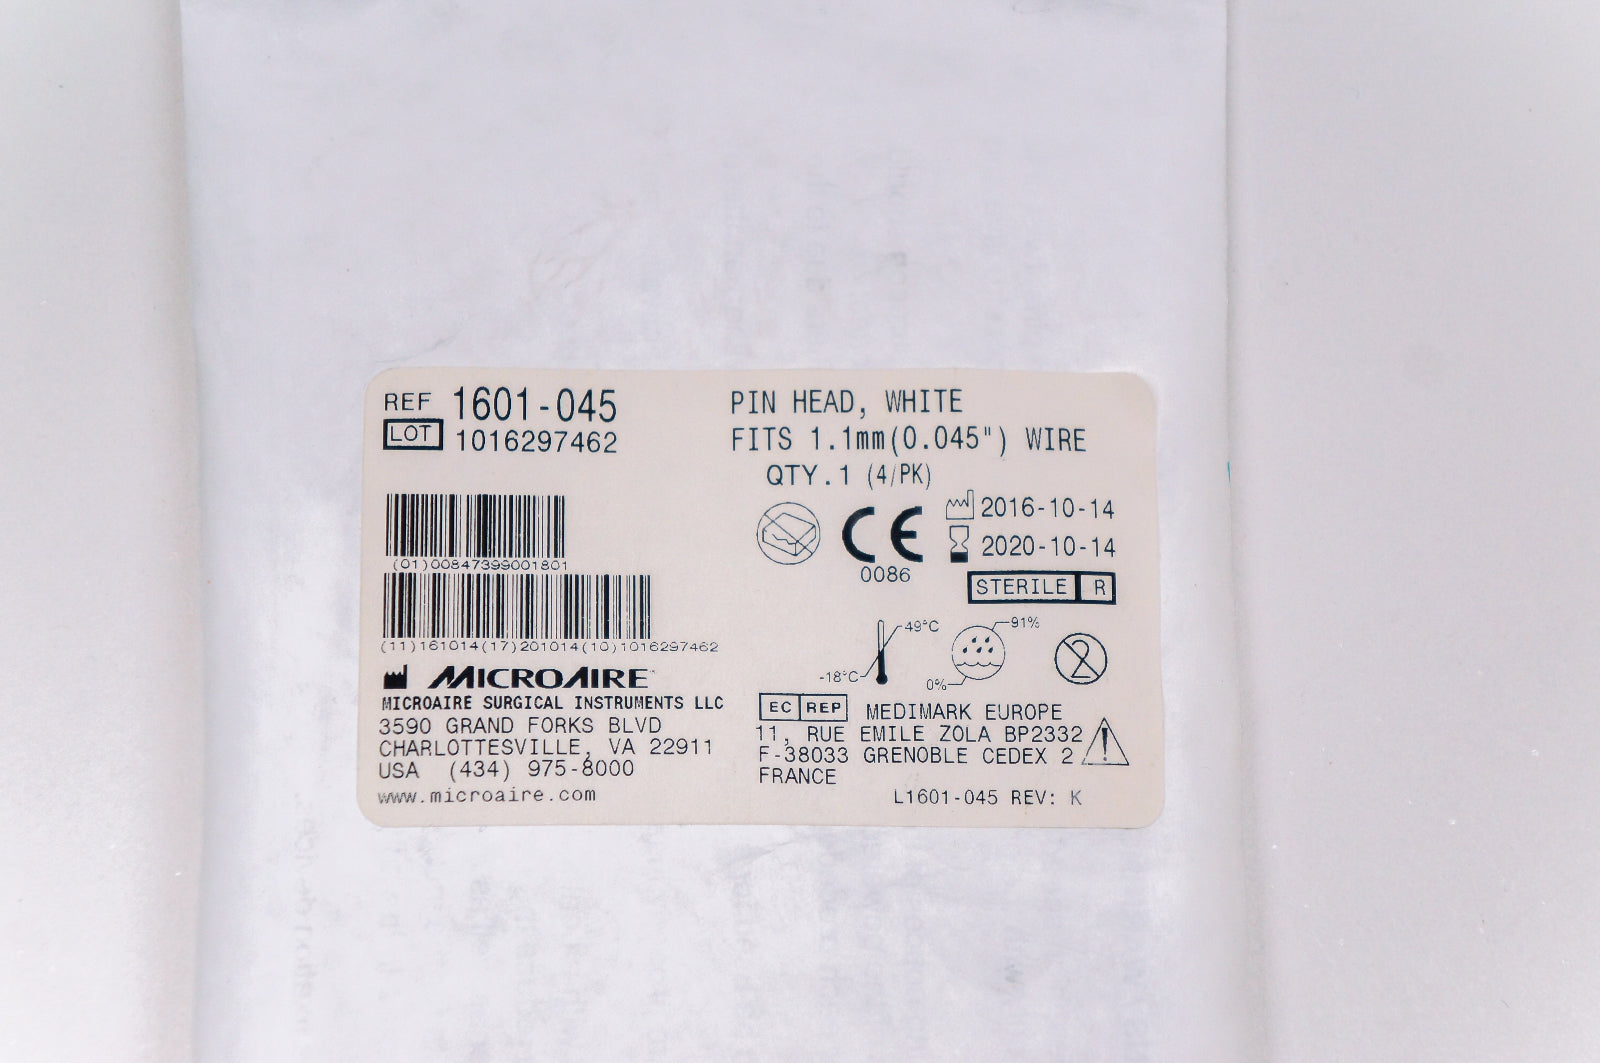 REF 1601-045
LOT 1016297462
PIN HEAD, WHITE
FITS 1.1mm(0.045") WIRE
QTY.1 (4/PK)
(01)00847399001801
(11)161014(17)201014(10)1016297462
MICROAIRE
MICROAIRE SURGICAL INSTRUMENTS LLC
3590 GRAND FORKS BLVD
CHARLOTTESVILLE, VA 22911
USA (434) 975-8000
www.microaire.com
CE
0086
2016-10-14
2020-10-14
STERILE R
49°C
-18°C
91%
0%
2
EC REP MEDIMARK EUROPE
11, RUE EMILE ZOLA BP2332
F-38033 GRENOBLE CEDEX 2
FRANCE
L1601-045 REV: K